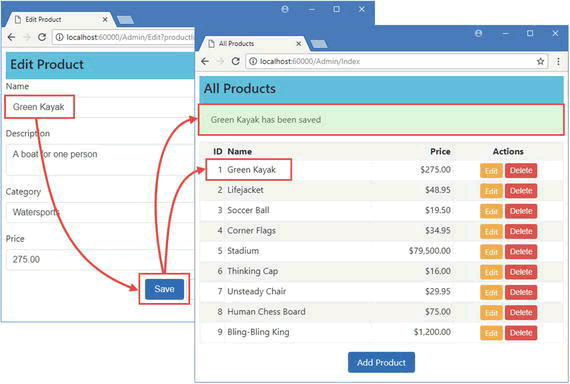 Edit Product
localhost:60000/Admin/Edit?product
Edit Product
Name
Green Kayak
Description
A boat for one person
Category
Watersports
Price
275.00
Save
All Products
localhost:60000/Admin/Index
All Products
Green Kayak has been saved
ID Name Price Actions
1 Green Kayak $275.00 Edit Delete
2 Lifejacket $48.95 Edit Delete
3 Soccer Ball $19.50 Edit Delete
4 Corner Flags $34.95 Edit Delete
5 Stadium $79,500.00 Edit Delete
6 Thinking Cap $16.00 Edit Delete
7 Unsteady Chair $29.95 Edit Delete
8 Human Chess Board $75.00 Edit Delete
9 Bling-Bling King $1,200.00 Edit Delete
Add Product